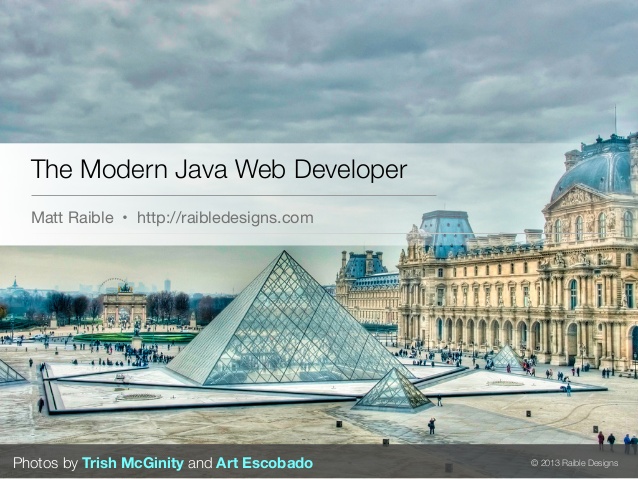 The Modern Java Web Developer
Matt Raible • http://raibledesigns.com
Photos by Trish McGinity and Art Escobado
© 2013 Raible Designs